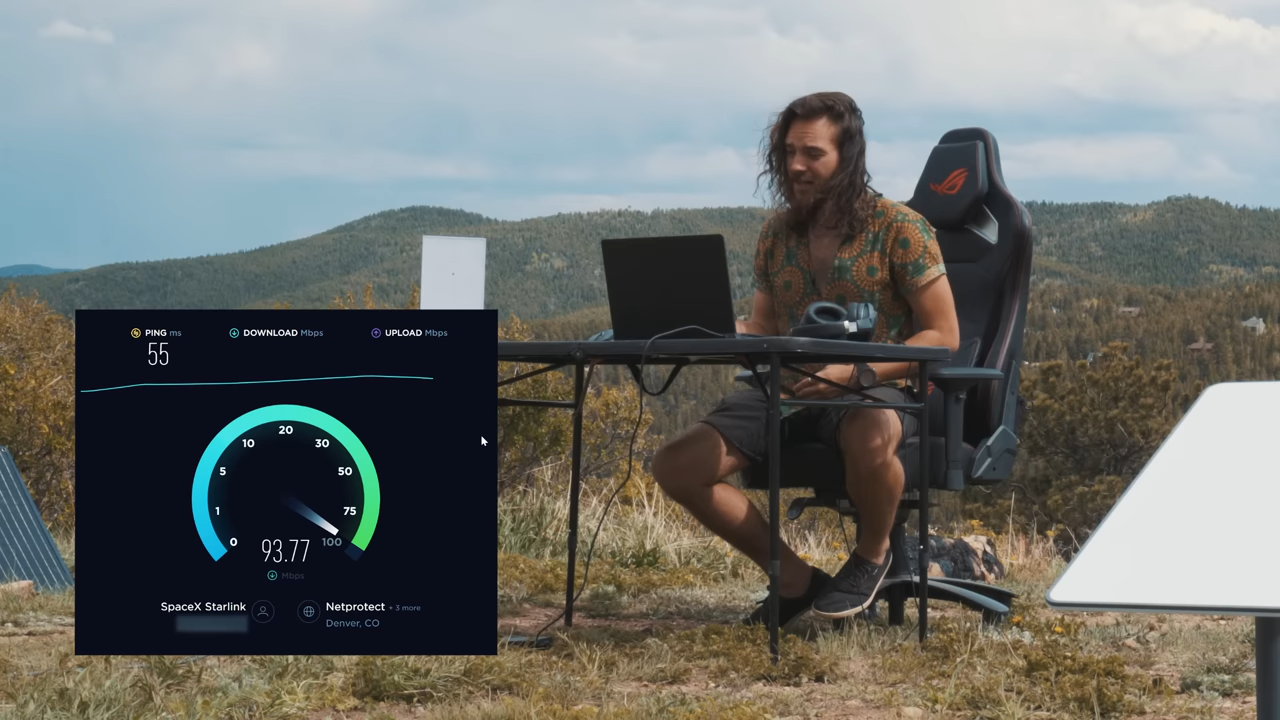 PING ms
DOWNLOAD Mbps
UPLOAD Mbps
55
0
1
5
10
20
30
50
75
100
93.77
Mbps
SpaceX Starlink
Netprotect + 3 more
Denver, CO